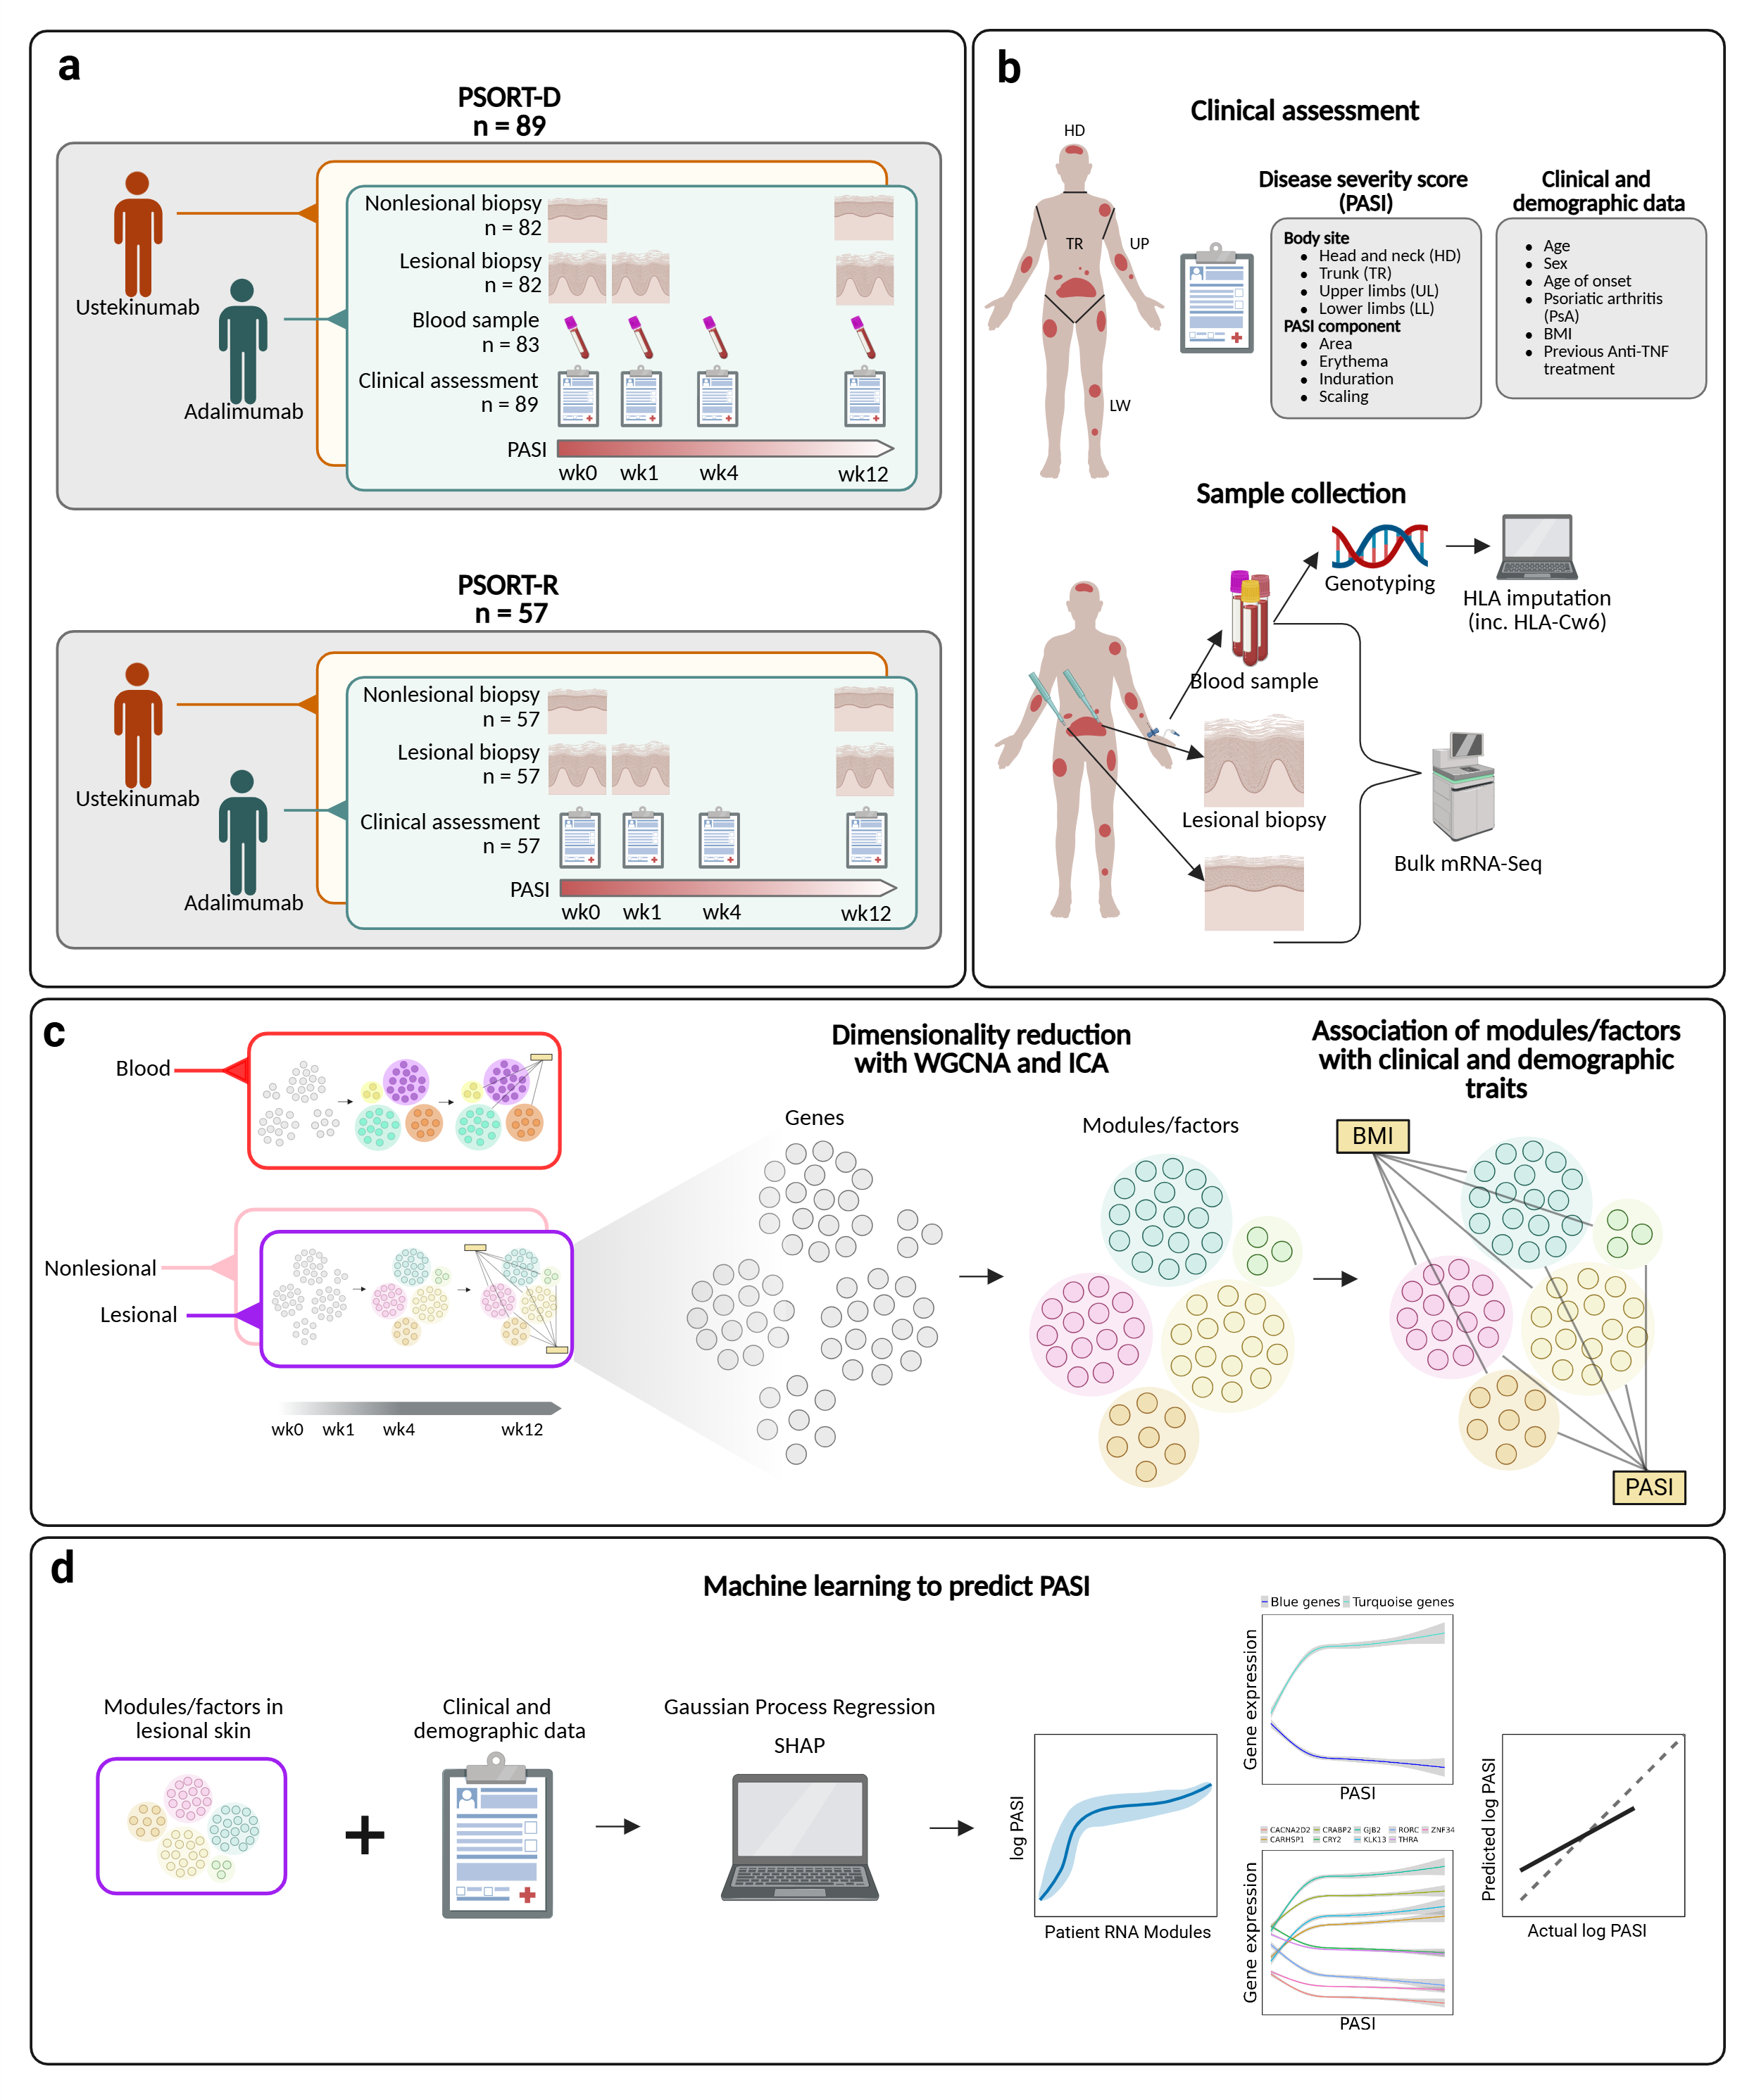 a
PSORT-D
n = 89
Ustekinumab
Adalimumab
Nonlesional biopsy
n = 82
Lesional biopsy
n = 82
Blood sample
n = 83
Clinical assessment
n = 89
PASI
wk0 wk1 wk4 wk12
PSORT-R
n = 57
Ustekinumab
Adalimumab
Nonlesional biopsy
n = 57
Lesional biopsy
n = 57
Clinical assessment
n = 57
PASI
wk0 wk1 wk4 wk12
b
Clinical assessment
HD
TR
UP
LW
Disease severity score
(PASI)
Body site
• Head and neck (HD)
• Trunk (TR)
• Upper limbs (UL)
• Lower limbs (LL)
PASI component
• Area
• Erythema
• Induration
• Scaling
Clinical and
demographic data
• Age
• Sex
• Age of onset
• Psoriatic arthritis
(PsA)
• BMI
• Previous Anti-TNF
treatment
Sample collection
Genotyping
HLA imputation
(inc. HLA-Cw6)
Blood sample
Lesional biopsy
Bulk mRNA-Seq
c
Blood
Nonlesional
Lesional
wk0 wk1 wk4 wk12
Dimensionality reduction
with WGCNA and ICA
Genes
Modules/factors
Association of modules/factors
with clinical and demographic
traits
BMI
PASI
d
Machine learning to predict PASI
Modules/factors in
lesional skin
+
Clinical and
demographic data
Gaussian Process Regression
SHAP
log PASI
Patient RNA Modules
Blue genes Turquoise genes
Gene expression
PASI
CACNA2D2 CRABP2 GJB2 RORC ZNF34
CARHSP1 CRY2 KLK13 THRA
Gene expression
PASI
Predicted log PASI
Actual log PASI